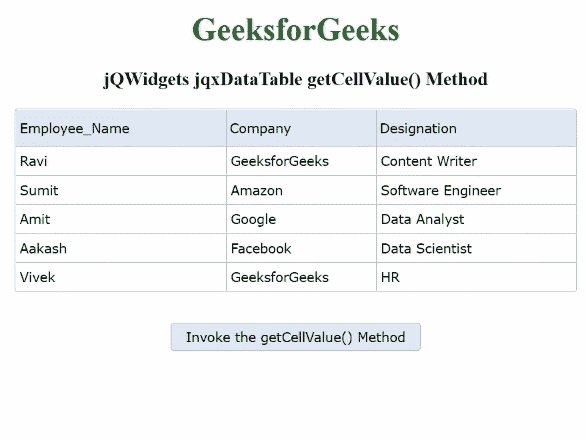 GeeksforGeeks
jQWidgets jqxDataTable getCellValue() Method
Employee_Name Company Designation
Ravi GeeksforGeeks Content Writer
Sumit Amazon Software Engineer
Amit Google Data Analyst
Aakash Facebook Data Scientist
Vivek GeeksforGeeks HR
Invoke the getCellValue() Method